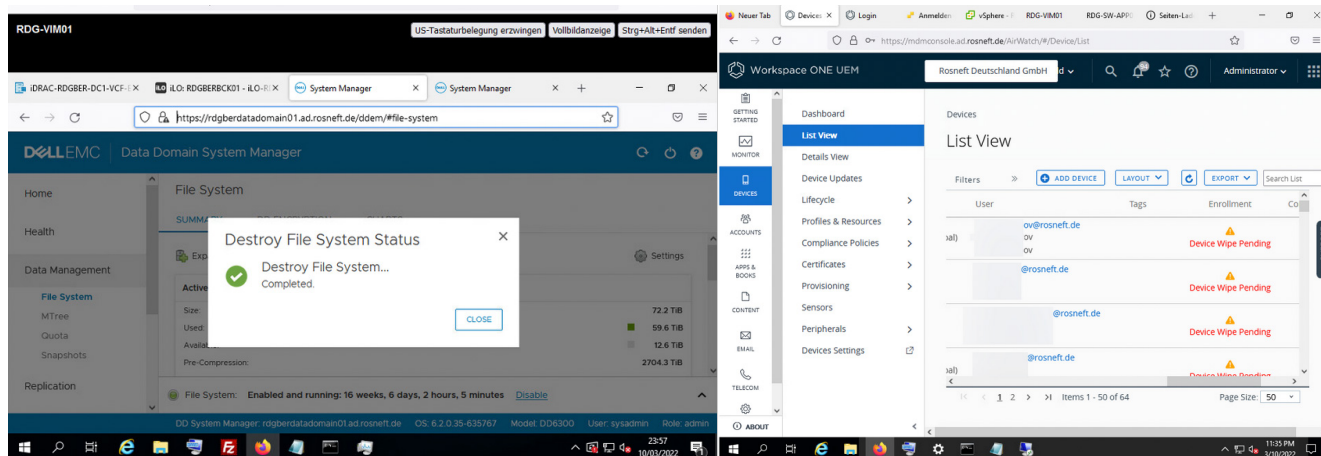 RDG-VIM01
US-Tastaturbelegung erzwingen Vollbildanzeige Strg+Alt+Entf senden
iDRAC-RDGBER-DC1-VCF-E
iLO: RDGBERBCK01 - iLO-R
System Manager
System Manager
https://rdgberdatadomain01.ad.rosneft.de/ddem/#file-system
DELLEMC Data Domain System Manager
Home
Health
Data Management
File System
MTree
Quota
Snapshots
Replication
File System
SUMMARY
Settings
Active
Size: 72.2 TiB
Used: 59.6 TiB
12.6 TiB
Pre-Compression: 2704.3 TiB
Destroy File System Status
Destroy File System...
Completed.
CLOSE
File System: Enabled and running: 16 weeks, 6 days, 2 hours, 5 minutes Disable
DD System Manager: rdgberdatadomain01.ad.rosneft.de OS: 6.2.0.35-635767 Model: DD6300 User: sysadmin Role: admin
23:57
10/03/2022
Neuer Tab
Devices
Login
Anmelden
vSphere -
RDG-VIM01
RDG-SW-APP
Seiten-Lad
https://mdmconsole.ad.rosneft.de/AirWatch/#/Device/List
Workspace ONE UEM
Rosneft Deutschland GmbH
Administrator
GETTING STARTED
MONITOR
DEVICES
ACCOUNTS
APPS & BOOKS
CONTENT
EMAIL
TELECOM
ABOUT
Dashboard
List View
Details View
Device Updates
Lifecycle
Profiles & Resources
Compliance Policies
Certificates
Provisioning
Sensors
Peripherals
Devices Settings
Devices
List View
Filters » ADD DEVICE LAYOUT EXPORT Search List
User Tags Enrollment Co
ov@rosneft.de
ov
ov
Device Wipe Pending
@rosneft.de
Device Wipe Pending
@rosneft.de
Device Wipe Pending
@rosneft.de
Device Wipe Pending
1 2 Items 1 - 50 of 64 Page Size: 50
11:35 PM
3/10/2022